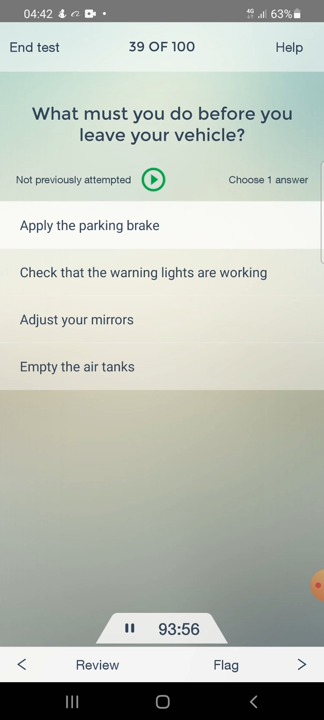 04:42 4G 63%
End test 39 OF 100 Help
What must you do before you
leave your vehicle?
Not previously attempted Choose 1 answer
Apply the parking brake
Check that the warning lights are working
Adjust your mirrors
Empty the air tanks
93:56
Review Flag